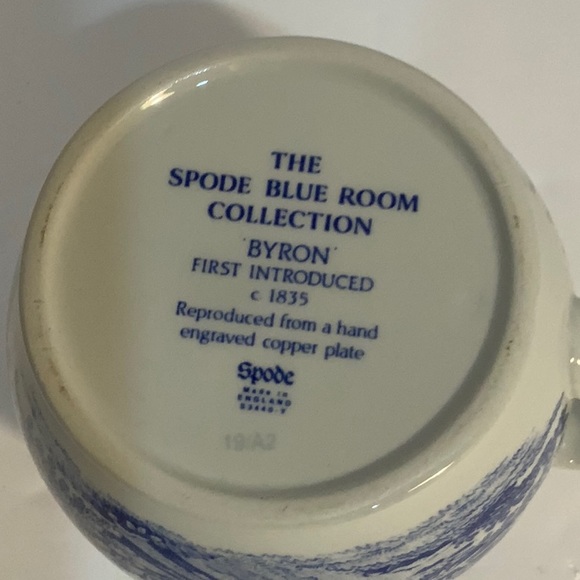 THE
SPODE BLUE ROOM
COLLECTION
'BYRON'
FIRST INTRODUCED
c 1835
Reproduced from a hand
engraved copper plate
Spode
MADE IN
ENGLAND
S3440-Y
19/A2